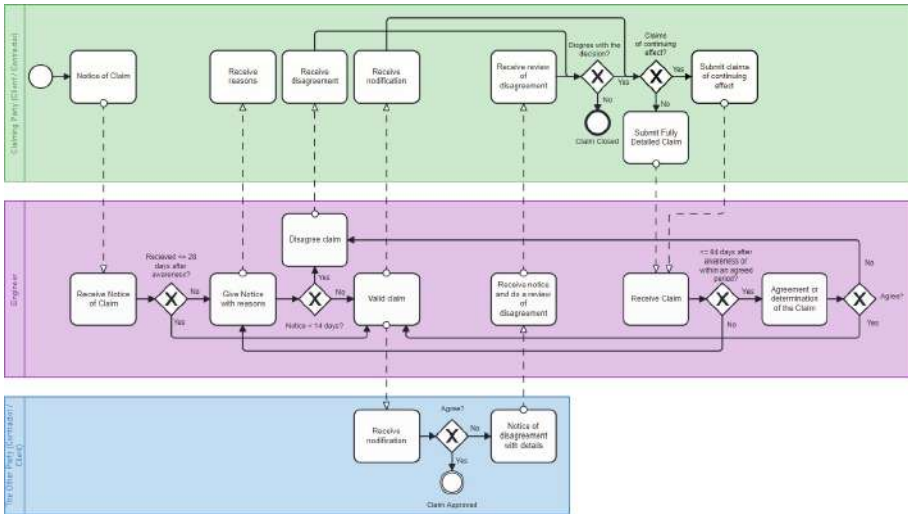 Claiming Party (Client / Contractor)
Notice of Claim
Receive
reasons
Receive
disagreement
Receive
notification
Receive review
of
disagreement
Disgree with the
decision?
Yes
No
Claim Closed
Claims
of continuing
effect?
Yes
No
Submit claims
of continuing
effect
Submit Fully
Detailed Claim
Engineer
Receive Notice
of Claim
Recieved <= 28
days after
awareness?
No
Yes
Give Notice
with reasons
Disagree claim
Yes
No
Notice < 14 days?
Valid claim
Receive notice
and do a review
of
disagreement
Receive Claim
<= 84 days after
awareness or
within an agreed
period?
Yes
No
Agreement or
determination
of the Claim
No
Agree?
Yes
The Other Party (Contractor /
Client)
Receive
notification
Agree?
No
Yes
Claim Approved
Notice of
disagreement
with details